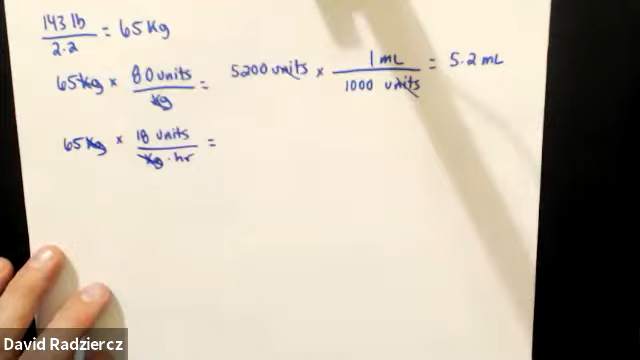 143 lb / 2.2 = 65 Kg
65 Kg × 80 units / Kg = 5200 units × 1 mL / 1000 units = 5.2 mL
65 Kg × 18 units / Kg · hr =
David Radziercz